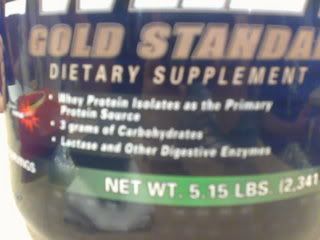 GOLD STANDA
DIETARY SUPPLEMENT
• Whey Protein Isolates as the Primary
Protein Source
• 3 grams of Carbohydrates
• Lactase and Other Digestive Enzymes
NET WT. 5.15 LBS. (2,341